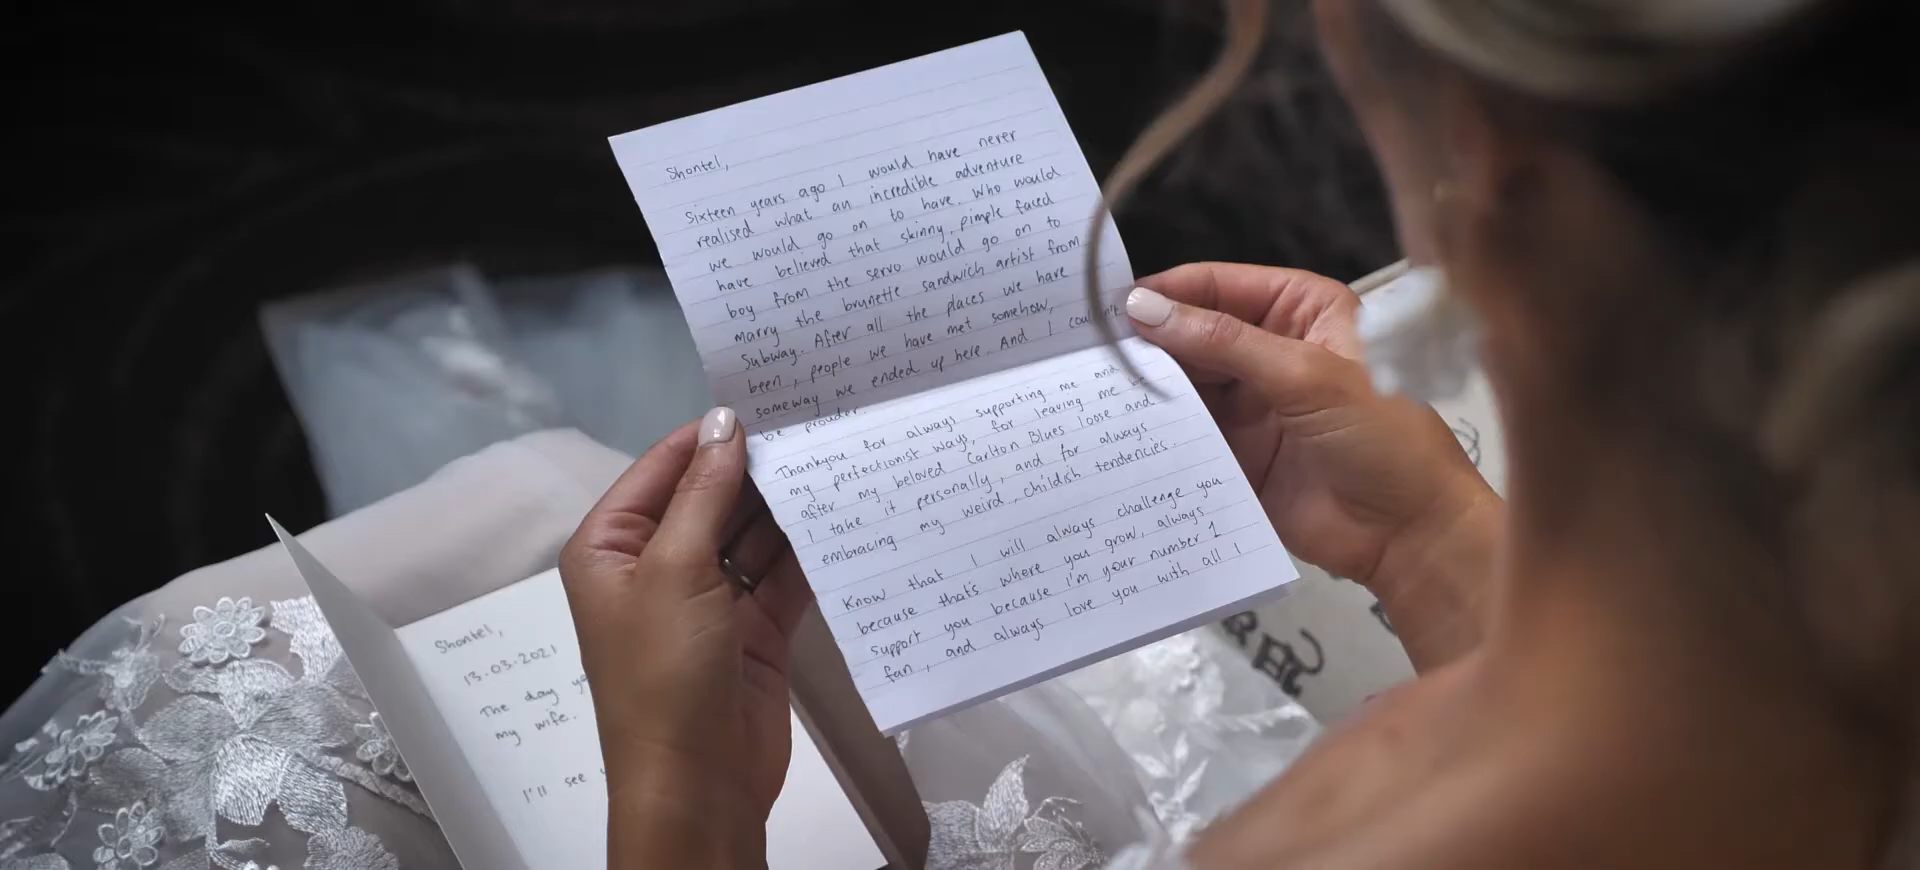 Shontel,
Sixteen years ago I would have never
realised what an incredible adventure
we would go on to have. Who would
have believed that skinny, pimple faced
boy from the servo would go on to
marry the brunette sandwich artist from
Subway. After all the places we have
been, people we have met somehow,
someway we ended up here. And I couldn't
be prouder.
Thankyou for always supporting me and
my perfectionist ways, for leaving me be
after my beloved Carlton Blues loose and
I take it personally, and for always
embracing my weird, childish tendencies.
Know that I will always challenge you
because that's where you grow, always
support you because I'm your number 1
fan, and always love you with all I
Shontel,
13.03.2021
The day
my wife.
I'll see